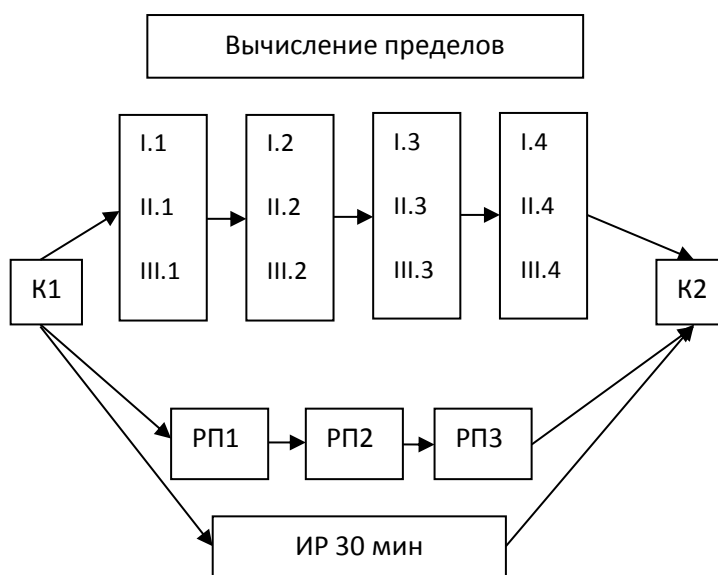 Вычисление пределов
I.1
II.1
III.1
I.2
II.2
III.2
I.3
II.3
III.3
I.4
II.4
III.4
К1
К2
РП1
РП2
РП3
ИР 30 мин